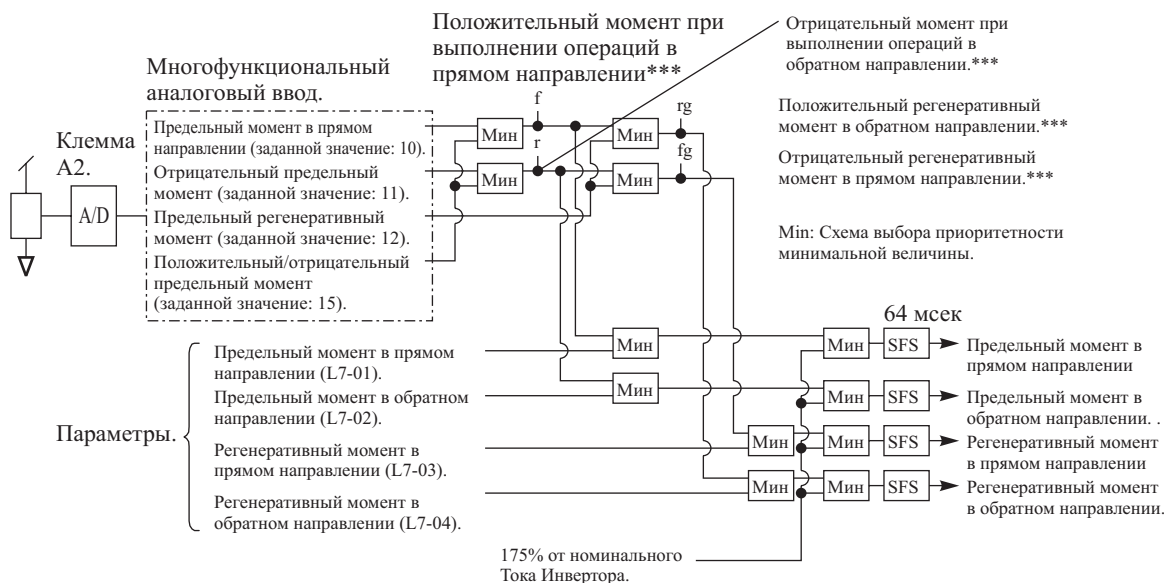 Положительный момент при
выполнении операций в
прямом направлении***
Отрицательный момент при
выполнении операций в
обратном направлении.***
Многофункциональный
аналоговый ввод.
Клемма
А2.
A/D
Предельный момент в прямом
направлении (заданной значение: 10).
Отрицательный предельный
момент (заданной значение: 11).
Предельный регенеративный
момент (заданной значение: 12).
Положительный/отрицательный
предельный момент
(заданной значение: 15).
Мин
f
Мин
rg
Мин
r
Мин
fg
Положительный регенеративный
момент в обратном направлении.***
Отрицательный регенеративный
момент в прямом направлении.***
Min: Схема выбора приоритетности
минимальной величины.
64 мсек
Параметры.
Предельный момент в прямом
направлении (L7-01).
Предельный момент в обратном
направлении (L7-02).
Регенеративный момент в
прямом направлении (L7-03).
Регенеративный момент в
обратном направлении (L7-04).
Мин
Мин
SFS
Предельный момент в
прямом направлении
Мин
Мин
SFS
Предельный момент в
обратном направлении. .
Мин
Мин
SFS
Регенеративный момент
в прямом направлении
Мин
Мин
SFS
Регенеративный момент
в обратном направлении.
175% от номинального
Тока Инвертора.